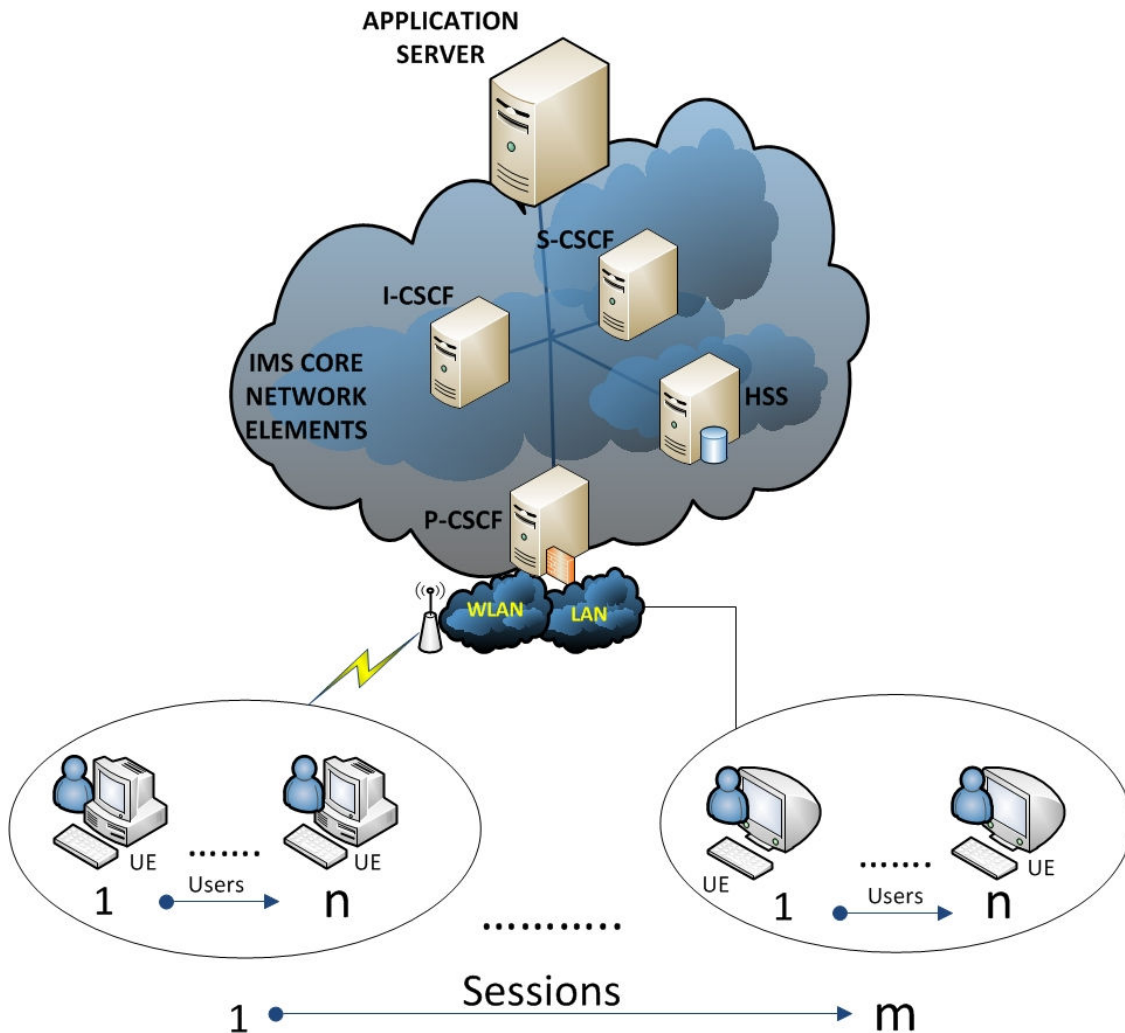 APPLICATION
SERVER
S-CSCF
I-CSCF
IMS CORE
NETWORK
ELEMENTS
HSS
P-CSCF
WLAN
LAN
UE
.......
UE
1
Users
n
UE
.......
UE
1
Users
n
...........
Sessions
1
m